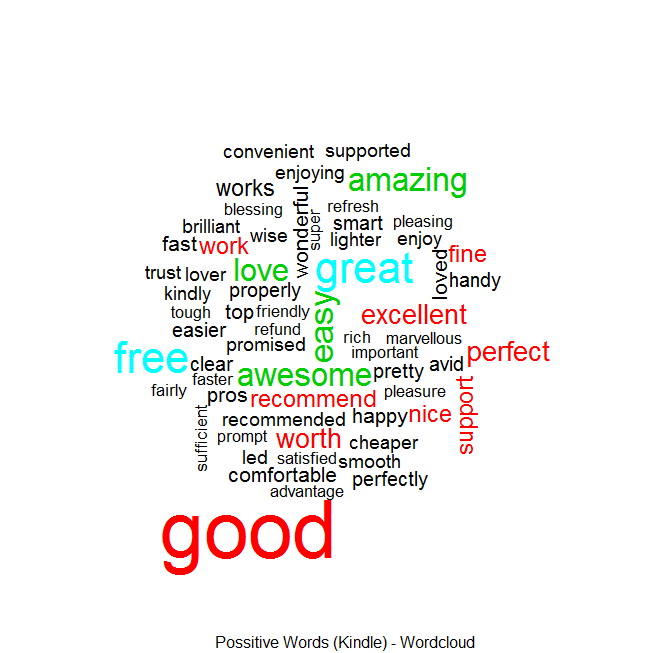 convenient supported
enjoying amazing
works wonderful
blessing super refresh
brilliant smart pleasing
fast work wise lighter enjoy
trust lover love great loved fine
kindly properly handy
tough top friendly easy excellent
easier refund rich marvellous
promised important perfect
free clear awesome pretty avid
fairly faster pros recommend pleasure support
sufficient recommended happy nice
prompt worth cheaper
led satisfied smooth
comfortable perfectly
advantage
good
Possitive Words (Kindle) - Wordcloud